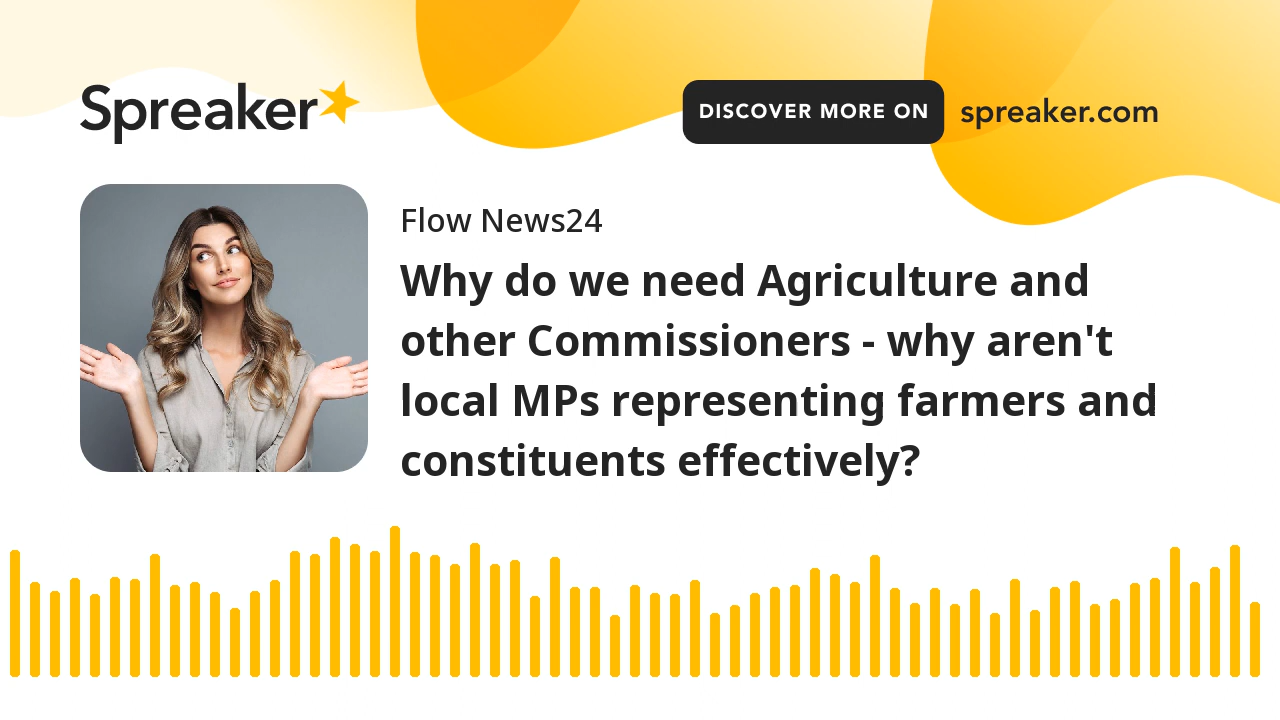 Spreaker
DISCOVER MORE ON spreaker.com
Flow News24
Why do we need Agriculture and
other Commissioners - why aren't
local MPs representing farmers and
constituents effectively?